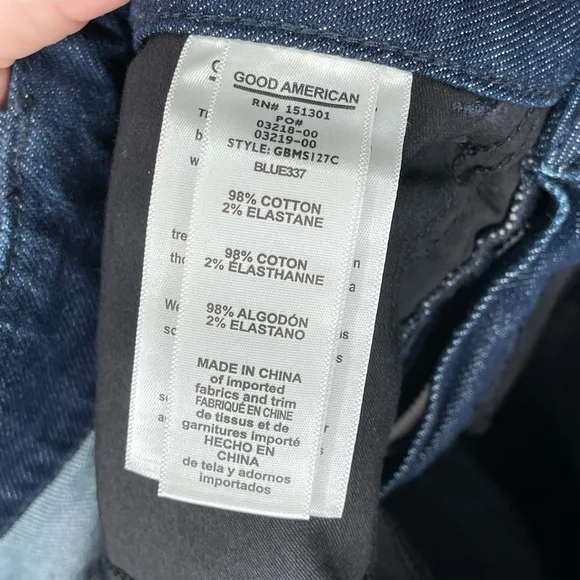 GOOD AMERICAN
RN# 151301
PO#
03218-00
03219-00
STYLE: GBMS127C
BLUE337
98% COTTON
2% ELASTANE
98% COTON
2% ELASTHANNE
98% ALGODÓN
2% ELASTANO
MADE IN CHINA
of imported
fabrics and trim
FABRIQUÉ EN CHINE
de tissus et de
garnitures importé
HECHO EN
CHINA
de tela y adornos
importados